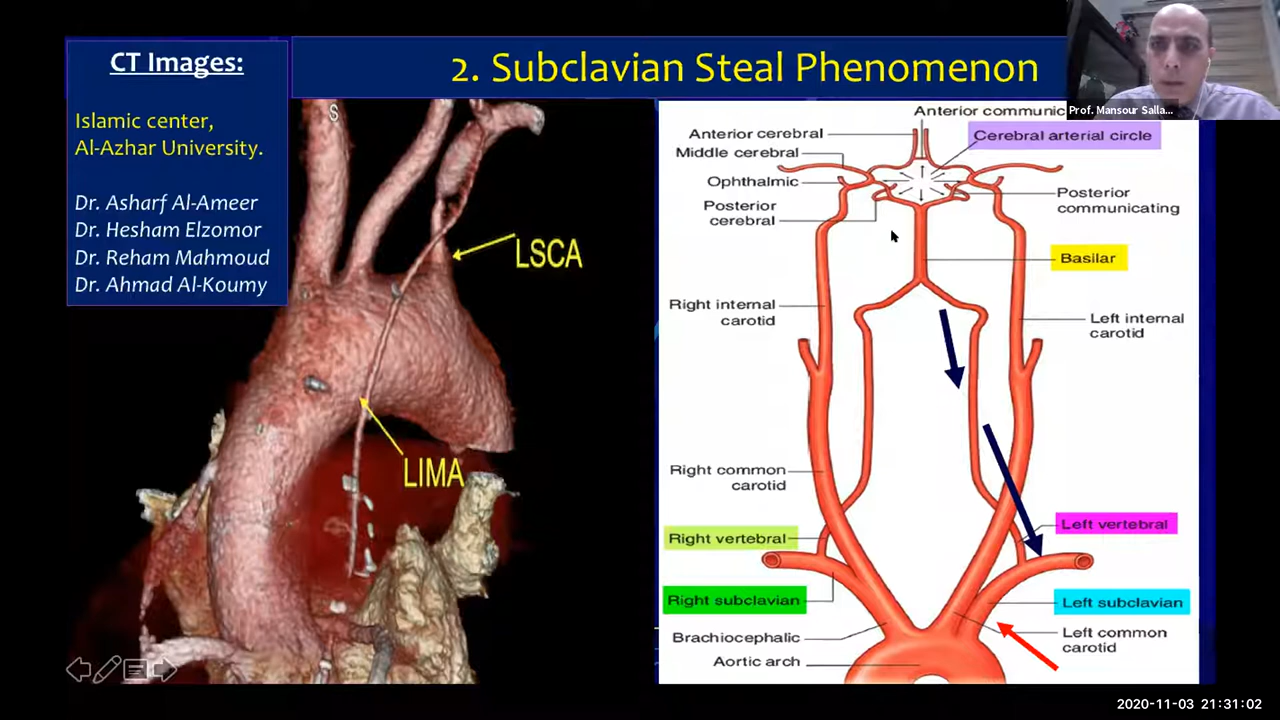 CT Images:
Islamic center,
Al-Azhar University.
Dr. Asharf Al-Ameer
Dr. Hesham Elzomor
Dr. Reham Mahmoud
Dr. Ahmad Al-Koumy
2. Subclavian Steal Phenomenon
Prof. Mansour Salla...
S
LSCA
LIMA
Anterior communic
Anterior cerebral
Cerebral arterial circle
Middle cerebral
Ophthalmic
Posterior
cerebral
Posterior
communicating
Basilar
Right internal
carotid
Left internal
carotid
Right common
carotid
Right vertebral
Left vertebral
Right subclavian
Left subclavian
Brachiocephalic
Left common
carotid
Aortic arch
2020-11-03 21:31:02